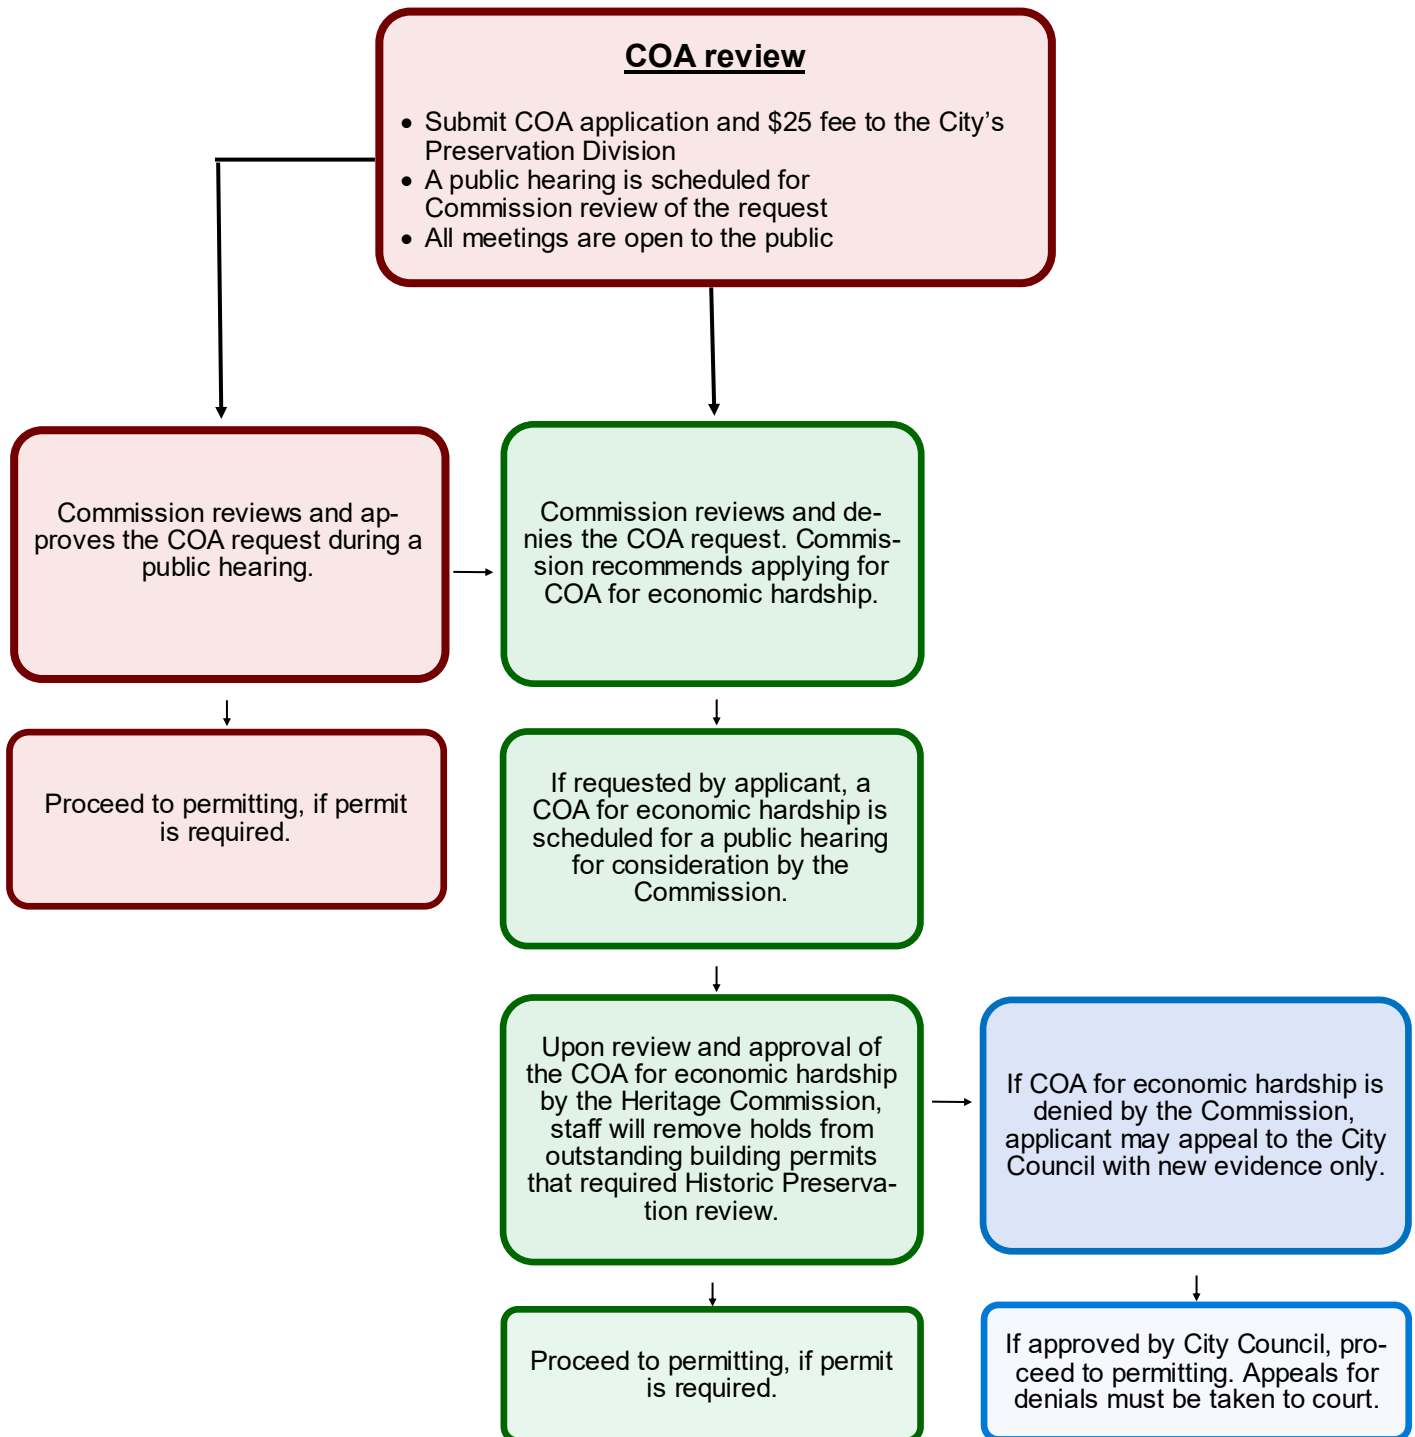 COA review
• Submit COA application and $25 fee to the City’s
Preservation Division
• A public hearing is scheduled for
Commission review of the request
• All meetings are open to the public
Commission reviews and ap-
proves the COA request during a
public hearing.
Commission reviews and de-
nies the COA request. Commis-
sion recommends applying for
COA for economic hardship.
Proceed to permitting, if permit
is required.
If requested by applicant, a
COA for economic hardship is
scheduled for a public hearing
for consideration by the
Commission.
Upon review and approval of
the COA for economic hardship
by the Heritage Commission,
staff will remove holds from
outstanding building permits
that required Historic Preserva-
tion review.
If COA for economic hardship is
denied by the Commission,
applicant may appeal to the City
Council with new evidence only.
Proceed to permitting, if permit
is required.
If approved by City Council, pro-
ceed to permitting. Appeals for
denials must be taken to court.